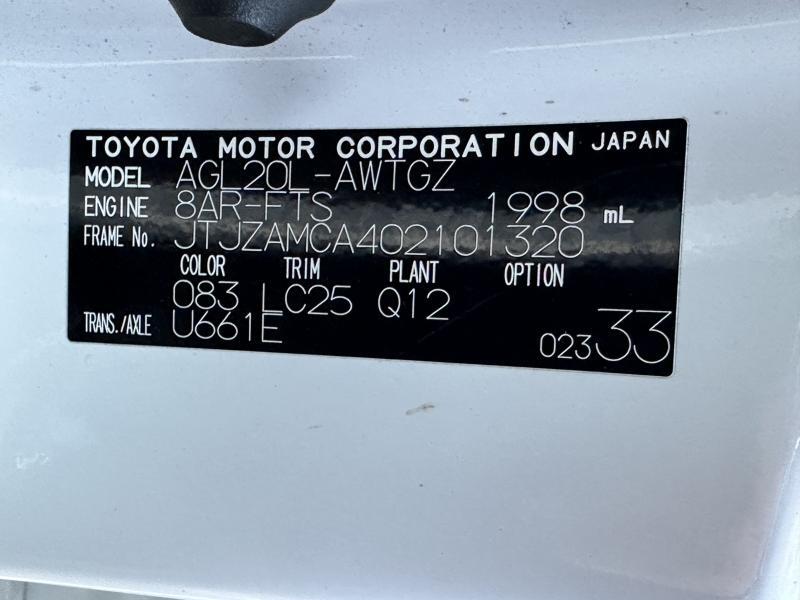 TOYOTA MOTOR CORPORATION JAPAN
MODEL AGL20L-AWTGZ
ENGINE 8AR-FTS 1998 mL
FRAME No. JTJZAMCA402101320
COLOR TRIM PLANT OPTION
083 LC25 Q12
TRANS./AXLE U661E
02333